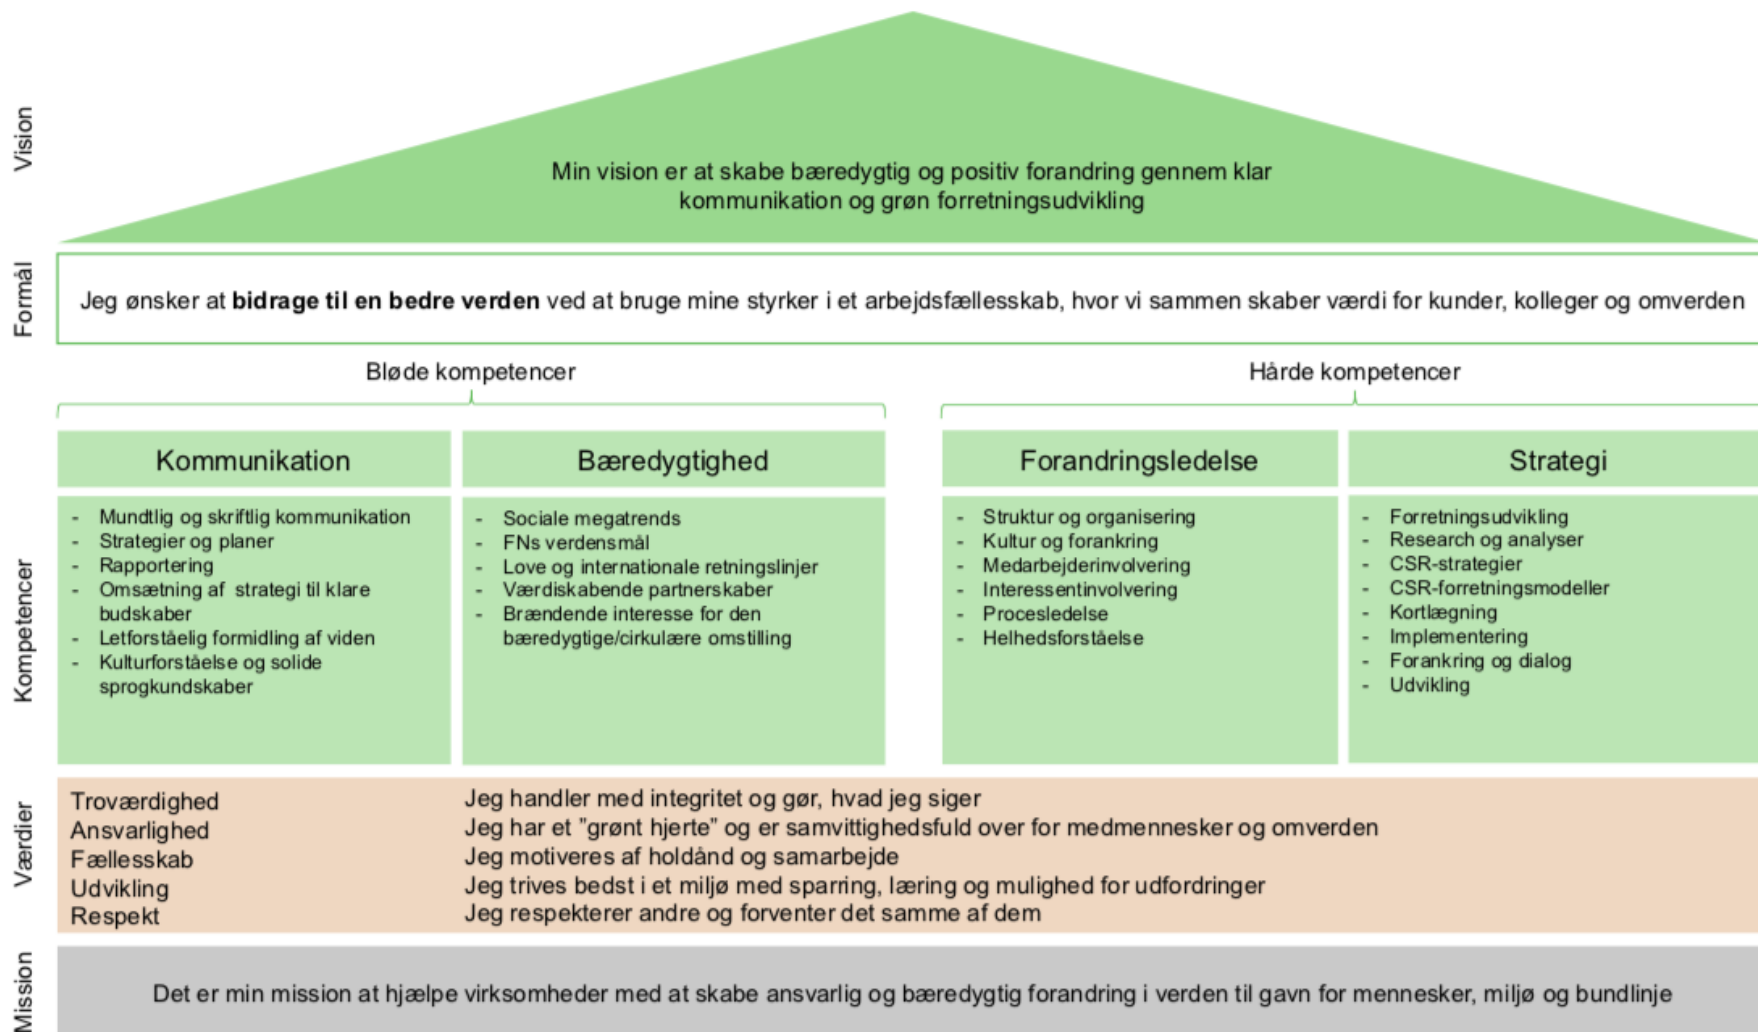 Vision
Min vision er at skabe bæredygtig og positiv forandring gennem klar
kommunikation og grøn forretningsudvikling
Formål
Jeg ønsker at bidrage til en bedre verden ved at bruge mine styrker i et arbejdsfællesskab, hvor vi sammen skaber værdi for kunder, kolleger og omverden
Bløde kompetencer
Hårde kompetencer
Kompetencer
Kommunikation
- Mundtlig og skriftlig kommunikation
- Strategier og planer
- Rapportering
- Omsætning af strategi til klare
budskaber
- Letforståelig formidling af viden
- Kulturforståelse og solide
sprogkundskaber
Bæredygtighed
- Sociale megatrends
- FNs verdensmål
- Love og internationale retningslinjer
- Værdiskabende partnerskaber
- Brændende interesse for den
bæredygtige/cirkulære omstilling
Forandringsledelse
- Struktur og organisering
- Kultur og forankring
- Medarbejderinvolvering
- Interessentinvolvering
- Procesledelse
- Helhedsforståelse
Strategi
- Forretningsudvikling
- Research og analyser
- CSR-strategier
- CSR-forretningsmodeller
- Kortlægning
- Implementering
- Forankring og dialog
- Udvikling
Værdier
Troværdighed Jeg handler med integritet og gør, hvad jeg siger
Ansvarlighed Jeg har et ”grønt hjerte” og er samvittighedsfuld over for medmennesker og omverden
Fællesskab Jeg motiveres af holdånd og samarbejde
Udvikling Jeg trives bedst i et miljø med sparring, læring og mulighed for udfordringer
Respekt Jeg respekterer andre og forventer det samme af dem
Mission
Det er min mission at hjælpe virksomheder med at skabe ansvarlig og bæredygtig forandring i verden til gavn for mennesker, miljø og bundlinje